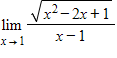 lim x→1 √(x²−2x+1) / (x−1)